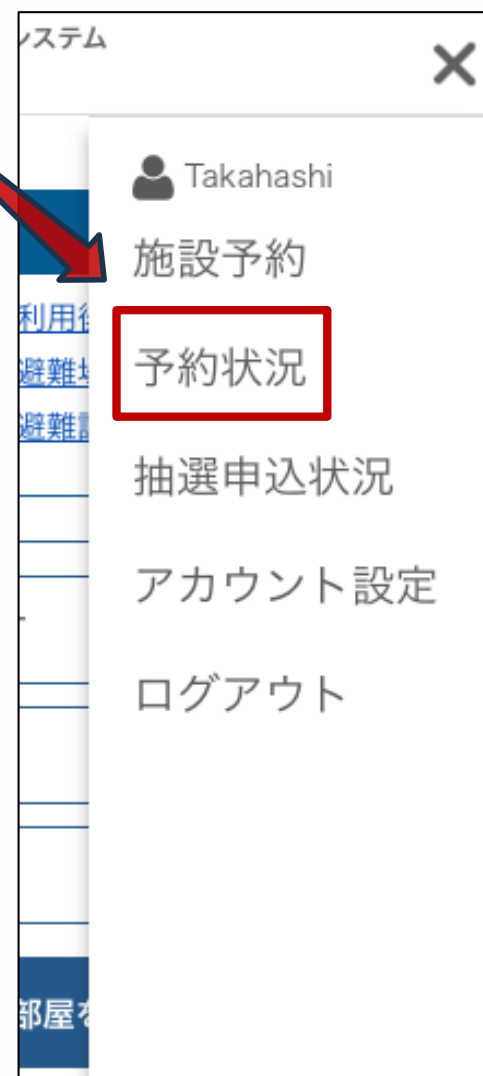 システム
Takahashi
施設予約
利用後
予約状況
避難
避難
抽選申込状況
アカウント設定
ログアウト
部屋を